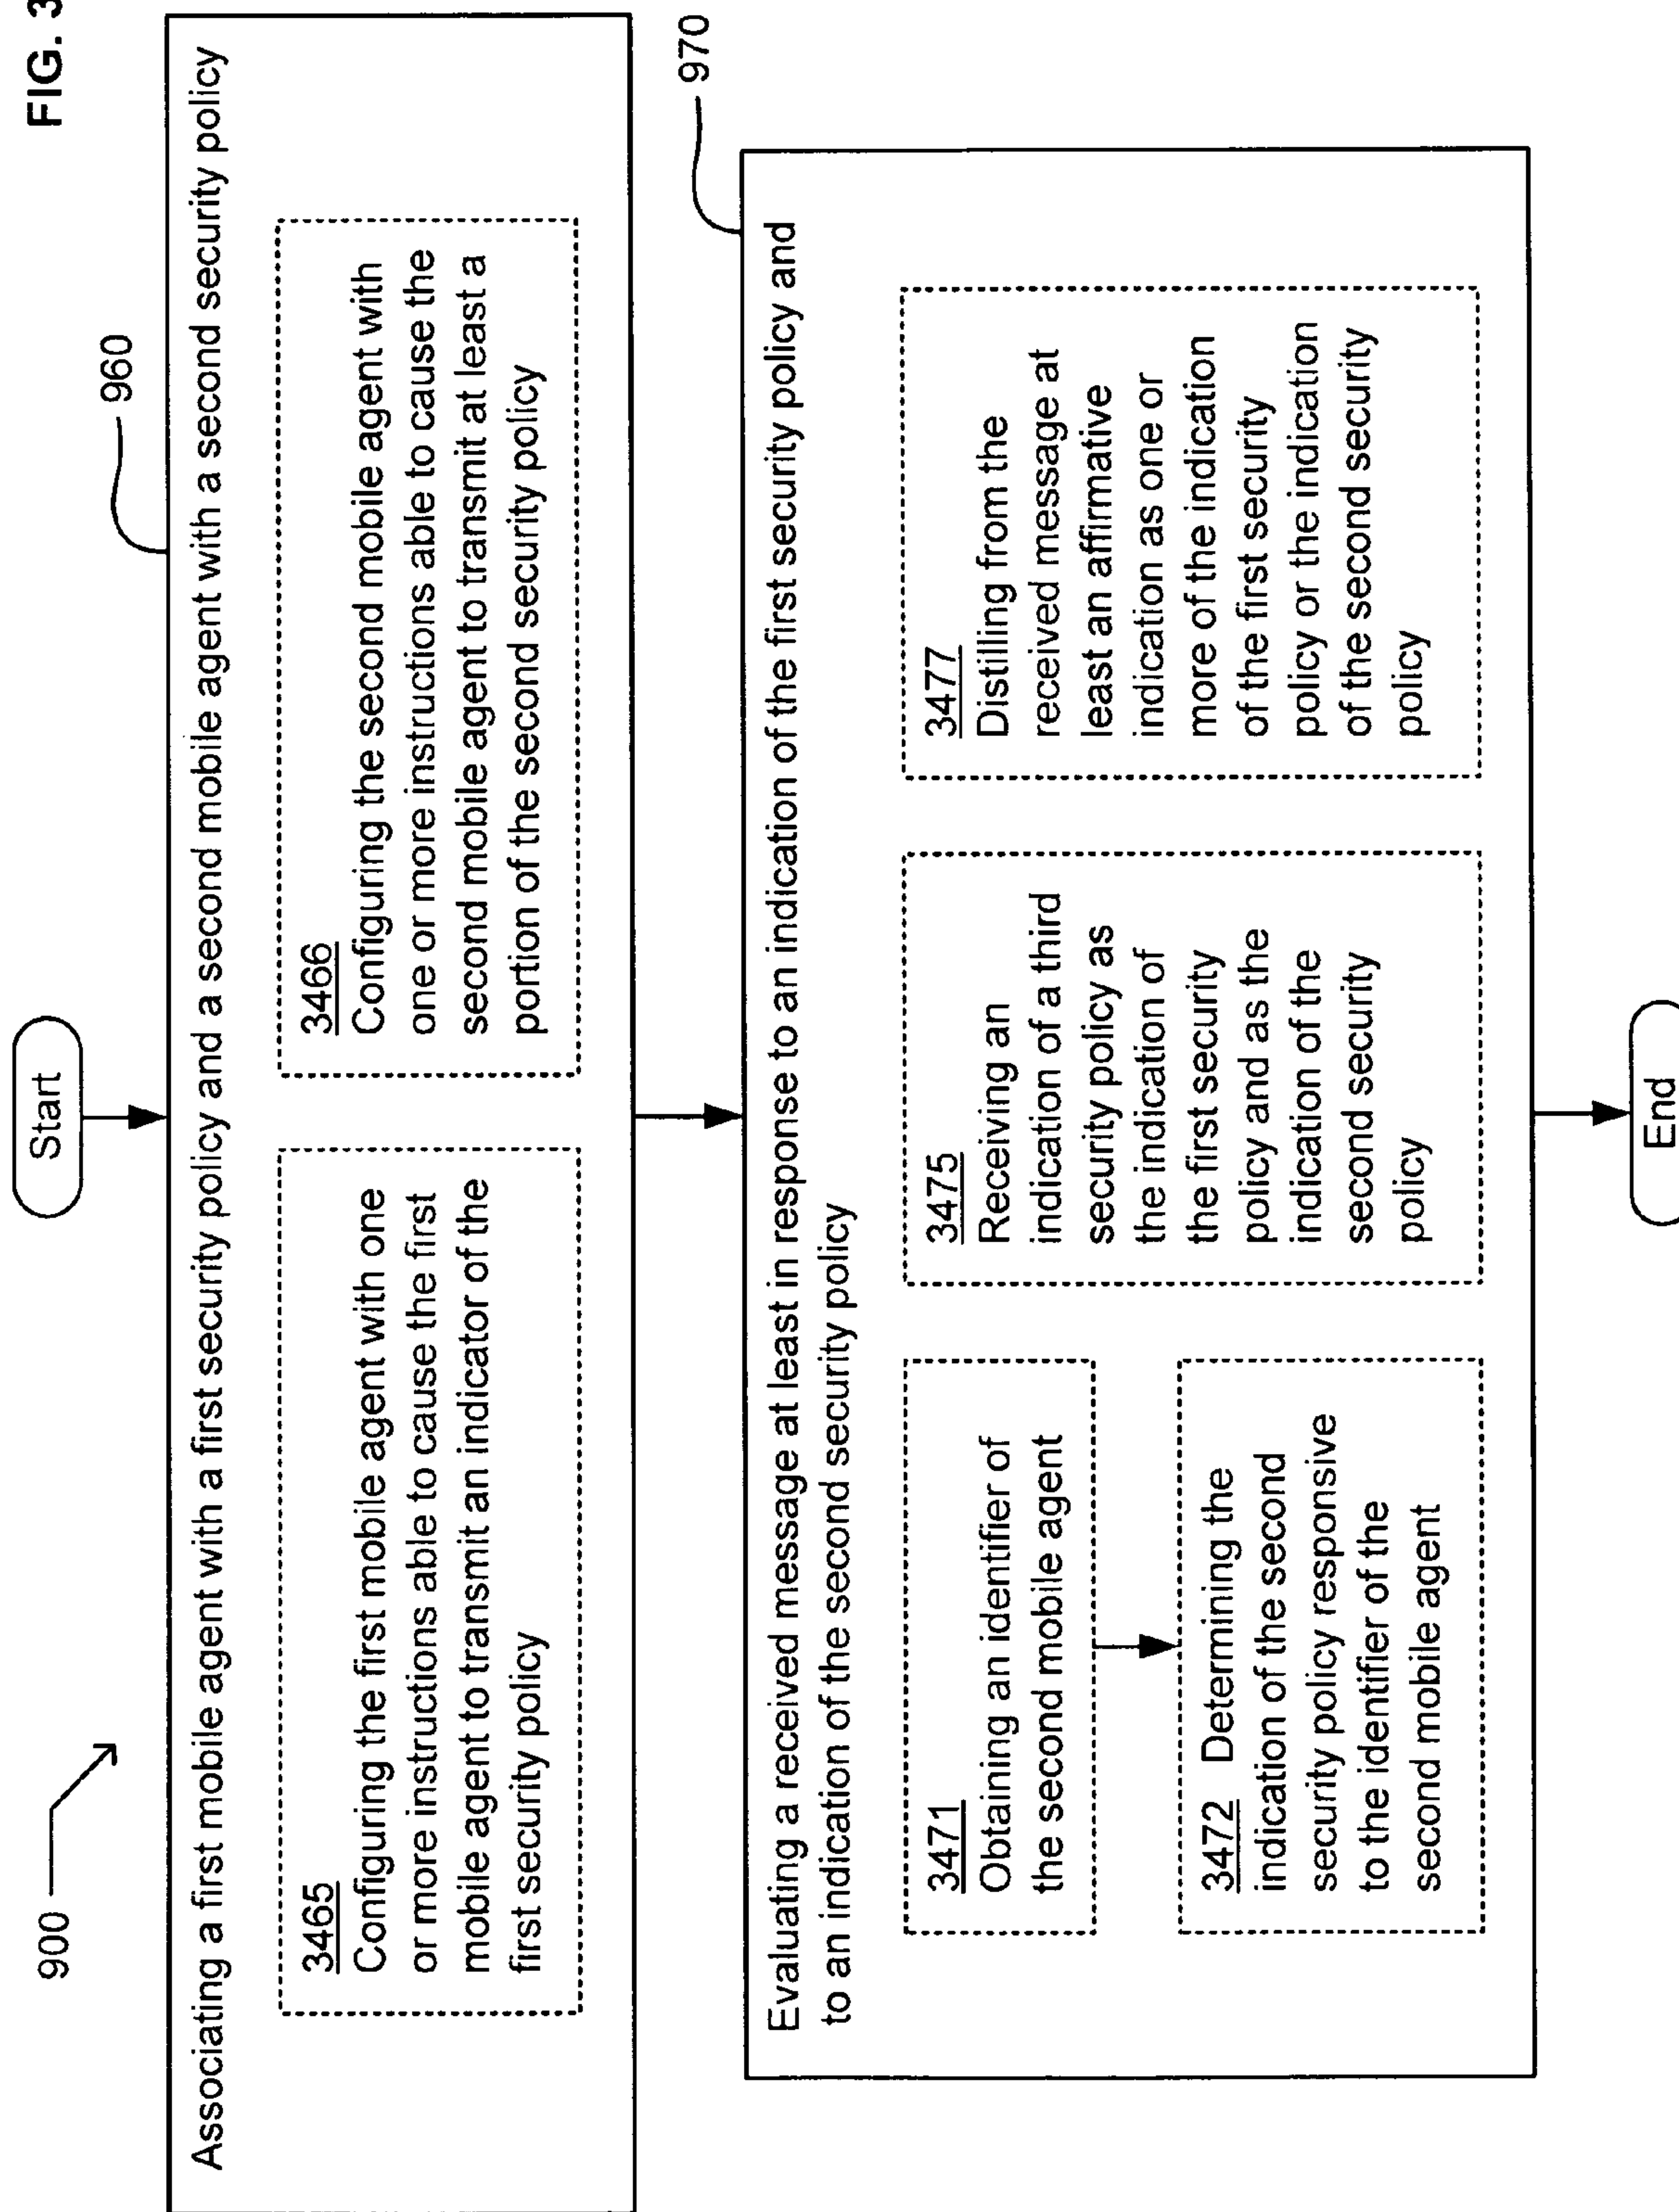 FIG. 3
900
Start
960
Associating a first mobile agent with a first security policy and a second mobile agent with a second security policy
3465
Configuring the first mobile agent with one
or more instructions able to cause the first
mobile agent to transmit an indicator of the
first security policy
3466
Configuring the second mobile agent with
one or more instructions able to cause the
second mobile agent to transmit at least a
portion of the second security policy
970
Evaluating a received message at least in response to an indication of the first security policy and
to an indication of the second security policy
3471
Obtaining an identifier of
the second mobile agent
3472 Determining the
indication of the second
security policy responsive
to the identifier of the
second mobile agent
3475
Receiving an
indication of a third
security policy as
the indication of
the first security
policy and as the
indication of the
second security
policy
3477
Distilling from the
received message at
least an affirmative
indication as one or
more of the indication
of the first security
policy or the indication
of the second security
policy
End